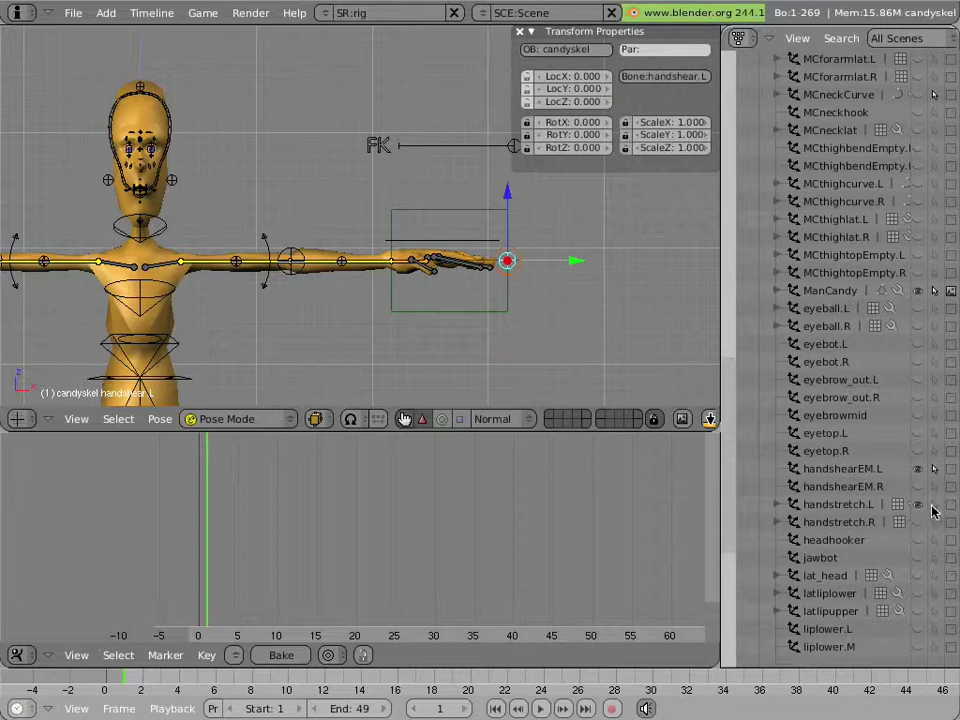 File Add Timeline Game Render Help SR:rig SCE:Scene www.blender.org 244.1 Bo:1-269 | Mem:15.86M candyskel
View Search All Scenes
Transform Properties
OB: candyskel Par:
LocX: 0.000 Bone:handshear.L
LocY: 0.000
LocZ: 0.000
RotX: 0.000 ScaleX: 1.000
RotY: 0.000 ScaleY: 1.000
RotZ: 0.000 ScaleZ: 1.000
FK
z
x
(1) candyskel handshear.L
View Select Pose Pose Mode Normal
MCforarmlat.L
MCforarmlat.R
MCneckCurve
MCneckhook
MCnecklat
MCthighbendEmpty.
MCthighbendEmpty.
MCthighcurve.L
MCthighcurve.R
MCthighlat.L
MCthighlat.R
MCthightopEmpty.L
MCthightopEmpty.R
ManCandy
eyeball.L
eyeball.R
eyebot.L
eyebot.R
eyebrow_out.L
eyebrow_out.R
eyebrowmid
eyetop.L
eyetop.R
handshearEM.L
handshearEM.R
handstretch.L
handstretch.R
headhooker
jawbot
lat_head
latliplower
latlipupper
liplower.L
liplower.M
-10 -5 0 5 10 15 20 25 30 35 40 45 50 55 60
View Select Marker Key Bake
-4 -2 0 2 4 6 8 10 12 14 16 18 20 22 24 26 28 30 32 34 36 38 40 42 44 46
View Frame Playback Pr Start: 1 End: 49 1